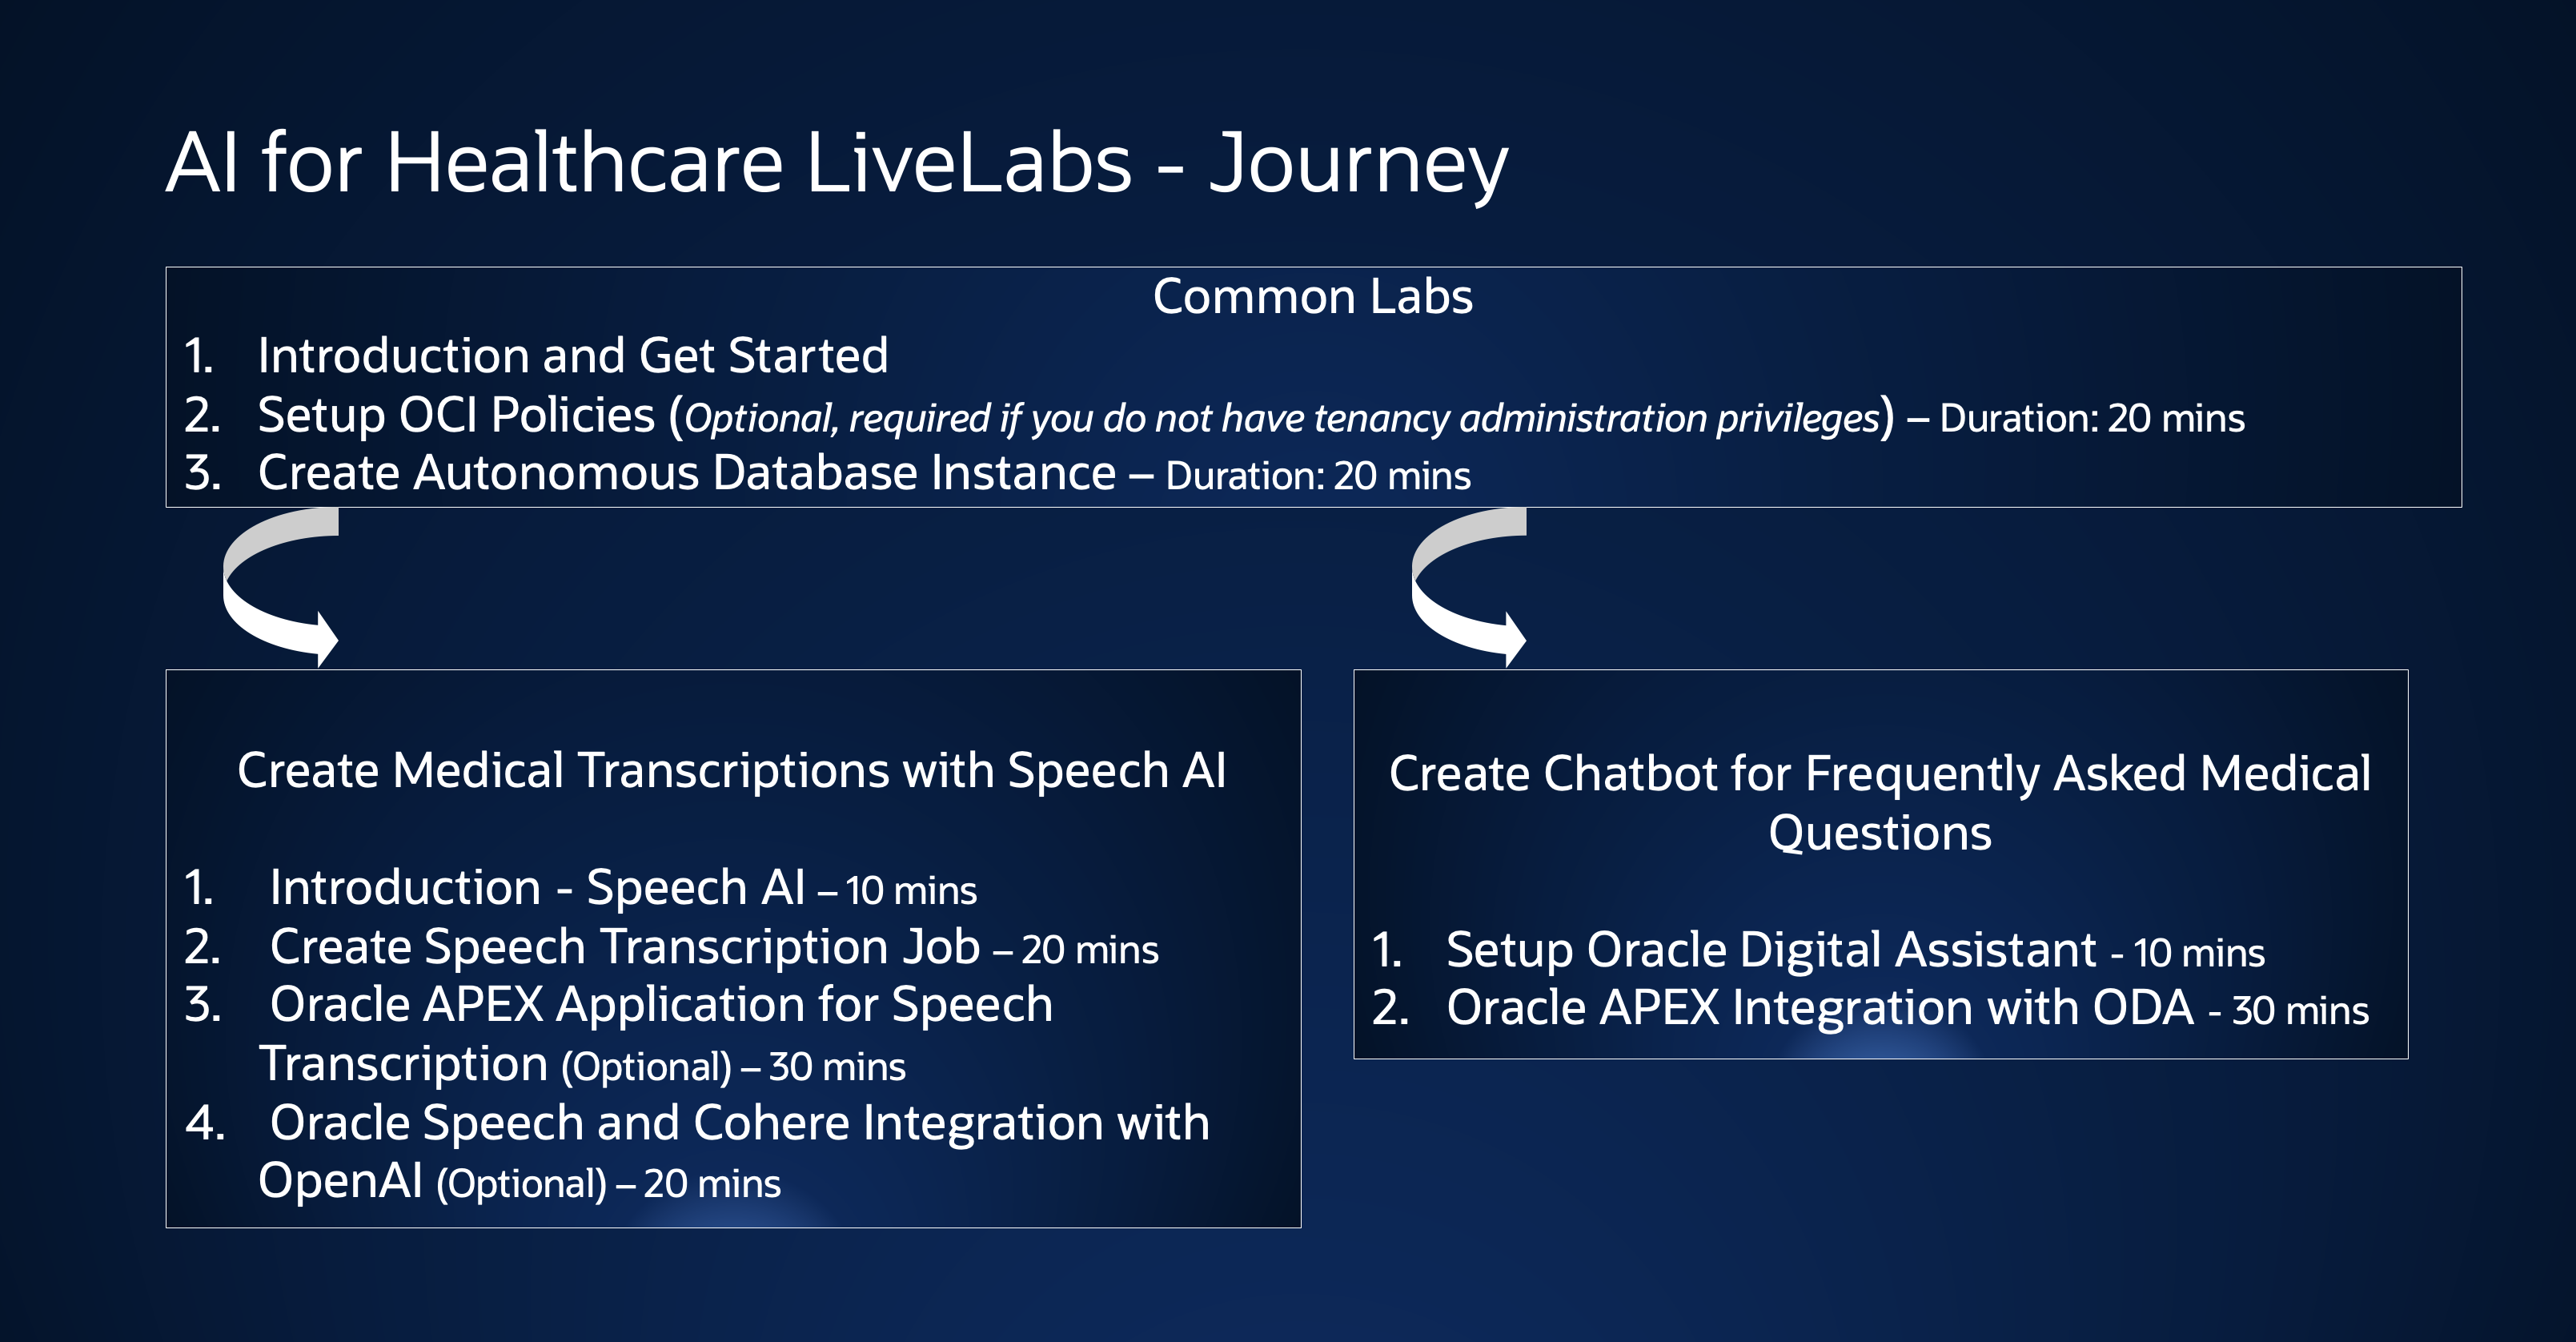 AI for Healthcare LiveLabs - Journey
Common Labs
1. Introduction and Get Started
2. Setup OCI Policies (Optional, required if you do not have tenancy administration privileges) – Duration: 20 mins
3. Create Autonomous Database Instance – Duration: 20 mins
Create Medical Transcriptions with Speech AI
1. Introduction - Speech AI – 10 mins
2. Create Speech Transcription Job – 20 mins
3. Oracle APEX Application for Speech
Transcription (Optional) – 30 mins
4. Oracle Speech and Cohere Integration with
OpenAI (Optional) – 20 mins
Create Chatbot for Frequently Asked Medical
Questions
1. Setup Oracle Digital Assistant - 10 mins
2. Oracle APEX Integration with ODA - 30 mins